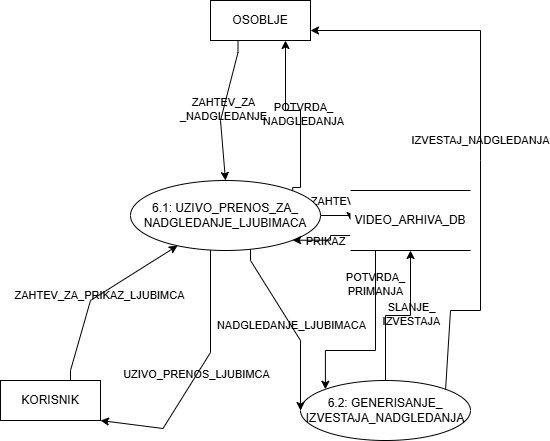 OSOBLJE
ZAHTEV_ZA
_NADGLEDANJE
POTVRDA_
NADGLEDANJA
IZVESTAJ_NADGLEDANJA
6.1: UZIVO_PRENOS_ZA_
NADGLEDANJE_LJUBIMACA
ZAHTEV
VIDEO_ARHIVA_DB
PRIKAZ
POTVRDA_
PRIMANJA
ZAHTEV_ZA_PRIKAZ_LJUBIMCA
SLANJE_
IZVESTAJA
NADGLEDANJE_LJUBIMACA
UZIVO_PRENOS_LJUBIMCA
KORISNIK
6.2: GENERISANJE_
IZVESTAJA_NADGLEDANJA